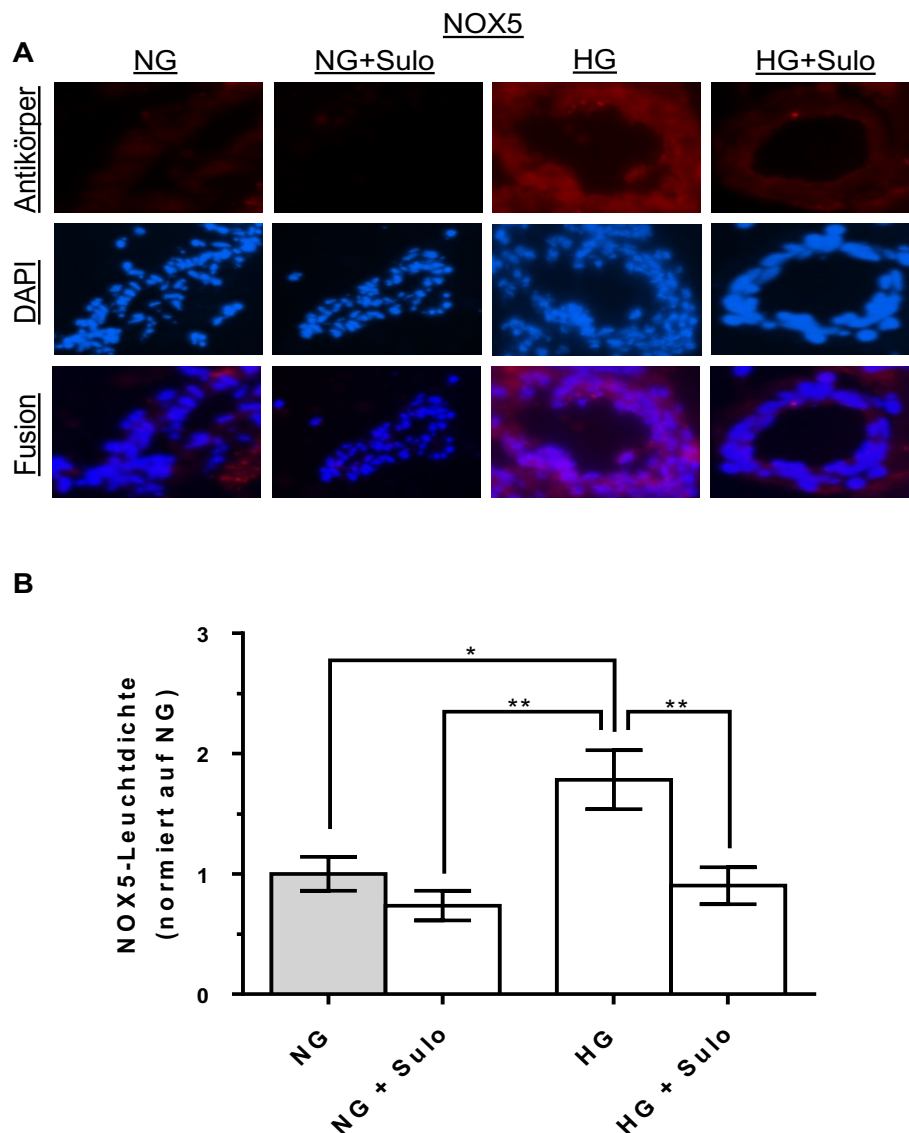 NOX5
A
NG
NG+Sulo
HG
HG+Sulo
Antikörper
DAPI
Fusion
B
NOX5-Leuchtdichte
(normiert auf NG)
3
2
1
0
*
**
**
NG
NG + Sulo
HG
HG + Sulo